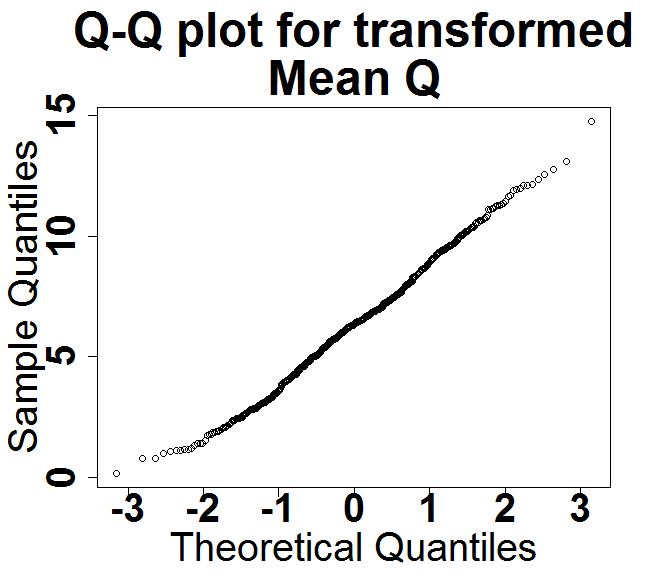 Q-Q plot for transformed
Mean Q
Sample Quantiles
15
10
5
0
-3 -2 -1 0 1 2 3
Theoretical Quantiles